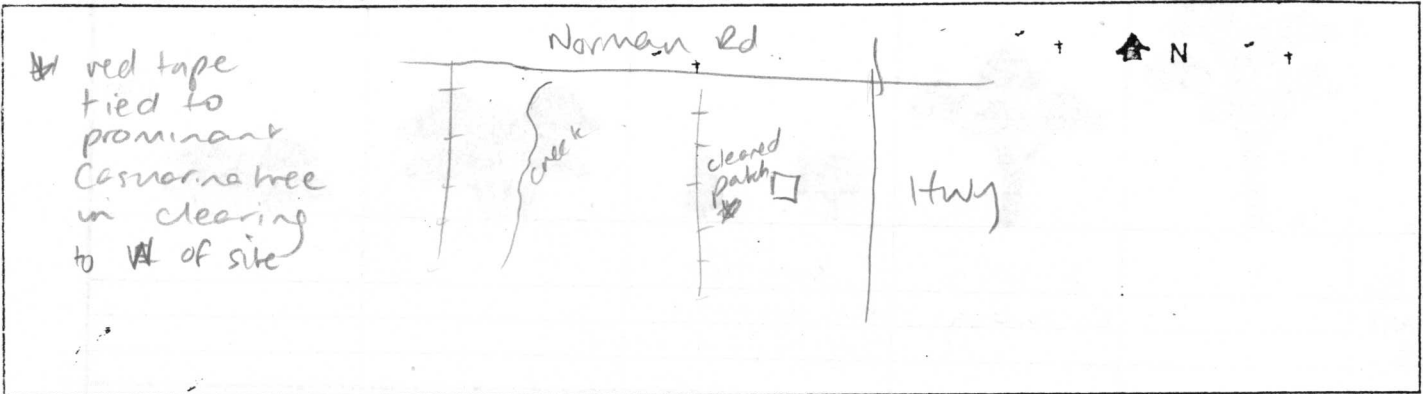 Norman Rd
N
red tape
tied to
prominant
Casuarina tree
in clearing
to W of site
creek
cleared
patch
Hwy